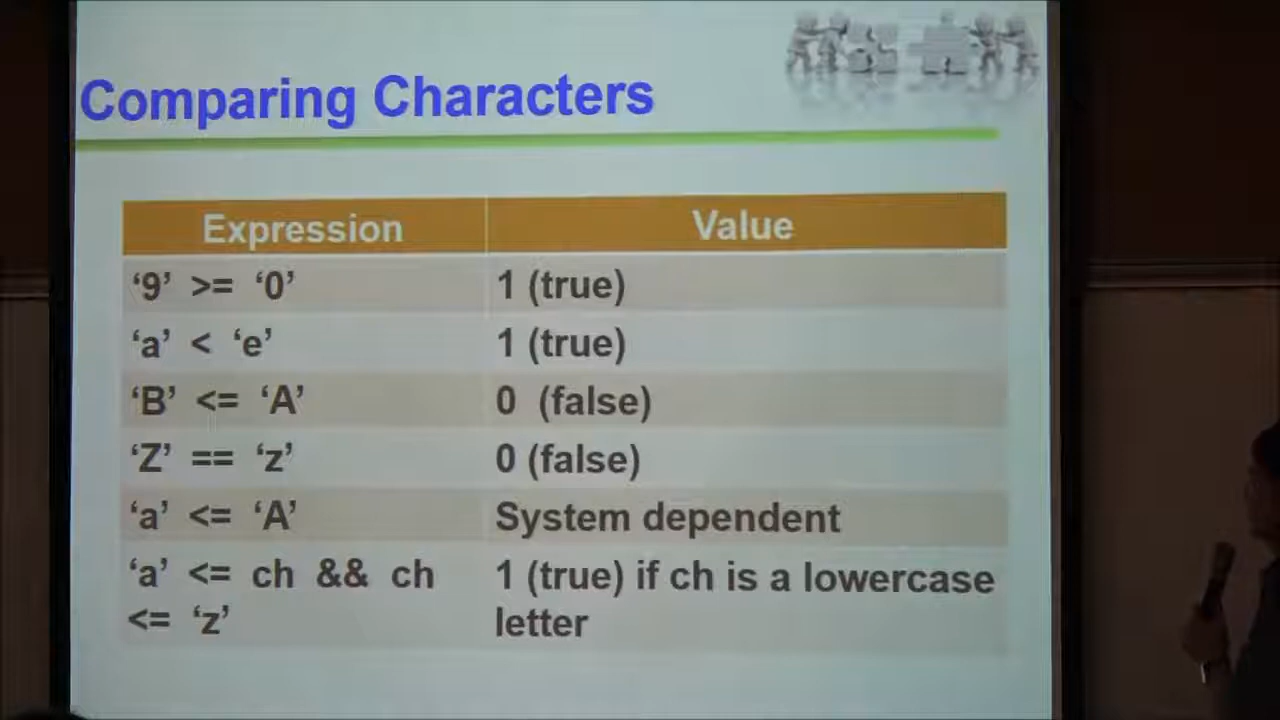 Comparing Characters
Expression Value
‘9’ >= ‘0’ 1 (true)
‘a’ < ‘e’ 1 (true)
‘B’ <= ‘A’ 0 (false)
‘Z’ == ‘z’ 0 (false)
‘a’ <= ‘A’ System dependent
‘a’ <= ch && ch 1 (true) if ch is a lowercase
<= ‘z’ letter